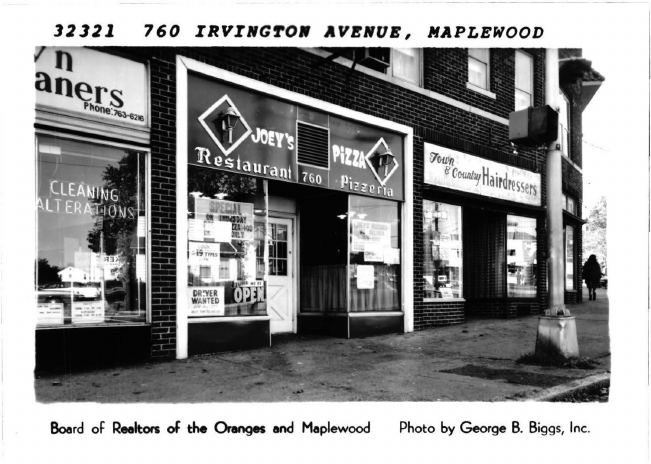 32321 760 IRVINGTON AVENUE, MAPLEWOOD
n
aners
Phone: 763-6216
CLEANING
ALTERATIONS
JOEY'S PIZZA
Restaurant 760 Pizzeria
SPECIAL
DRIVER
WANTED
OPEN
Town
& Country Hairdressers
Board of Realtors of the Oranges and Maplewood Photo by George B. Biggs, Inc.